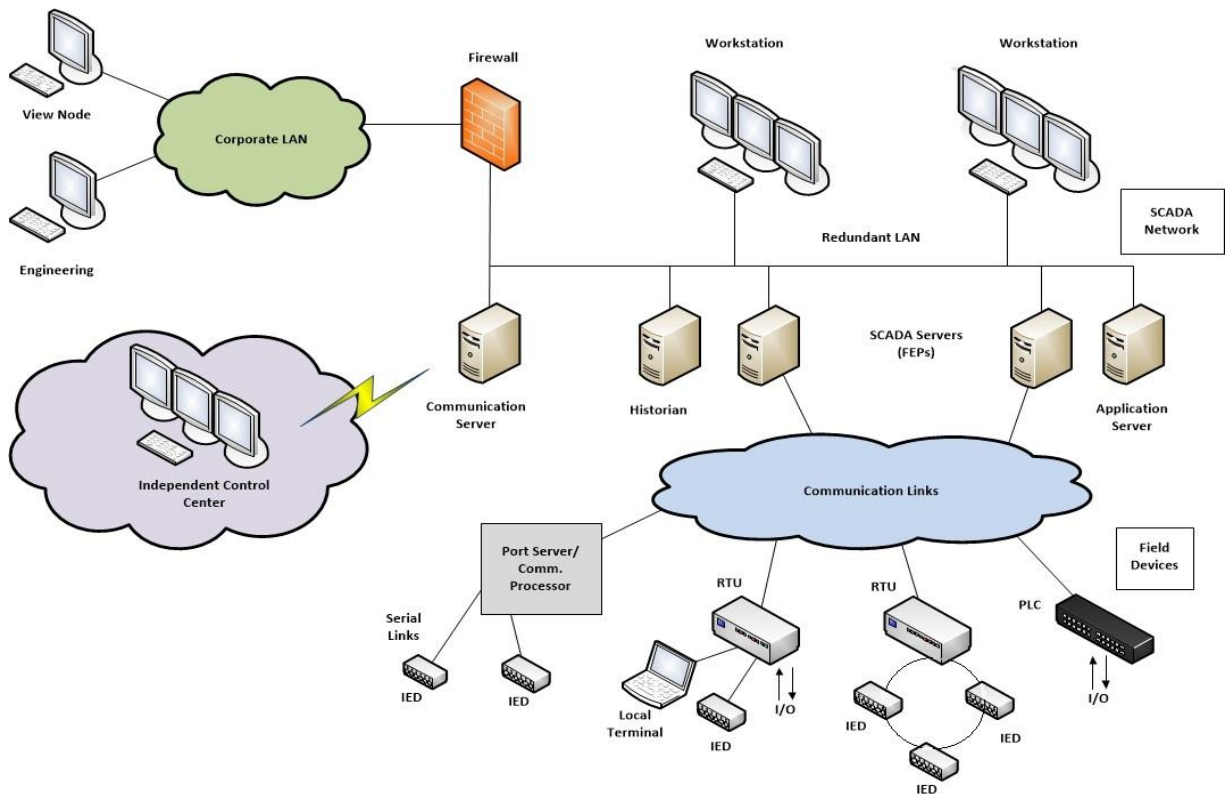 Workstation
Workstation
Firewall
View Node
Corporate LAN
SCADA
Network
Redundant LAN
Engineering
SCADA Servers
(FEPs)
Communication
Server
Historian
Application
Server
Independent Control
Center
Communication Links
Port Server/
Comm.
Processor
Field
Devices
RTU
RTU
PLC
Serial
Links
IED
IED
I/O
I/O
Local
Terminal
IED
IED
IED
IED